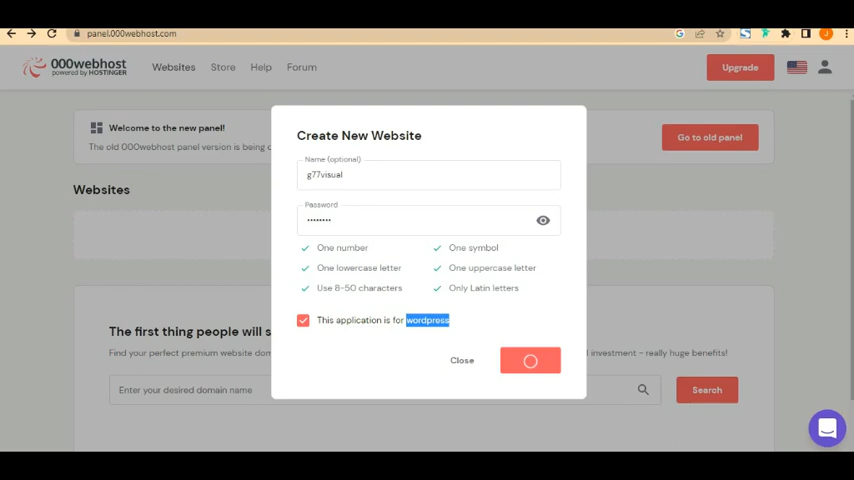 panel.000webhost.com
000webhost
powered by HOSTINGER
Websites
Store
Help
Forum
Upgrade
Welcome to the new panel!
The old 000webhost panel version is being
Go to old panel
Websites
Create New Website
Name (optional)
g77visual
Password
••••••••
One number
One symbol
One lowercase letter
One uppercase letter
Use 8-50 characters
Only Latin letters
This application is for wordpress
Close
The first thing people will s
Find your perfect premium website dom
investment - really huge benefits!
Enter your desired domain name
Search